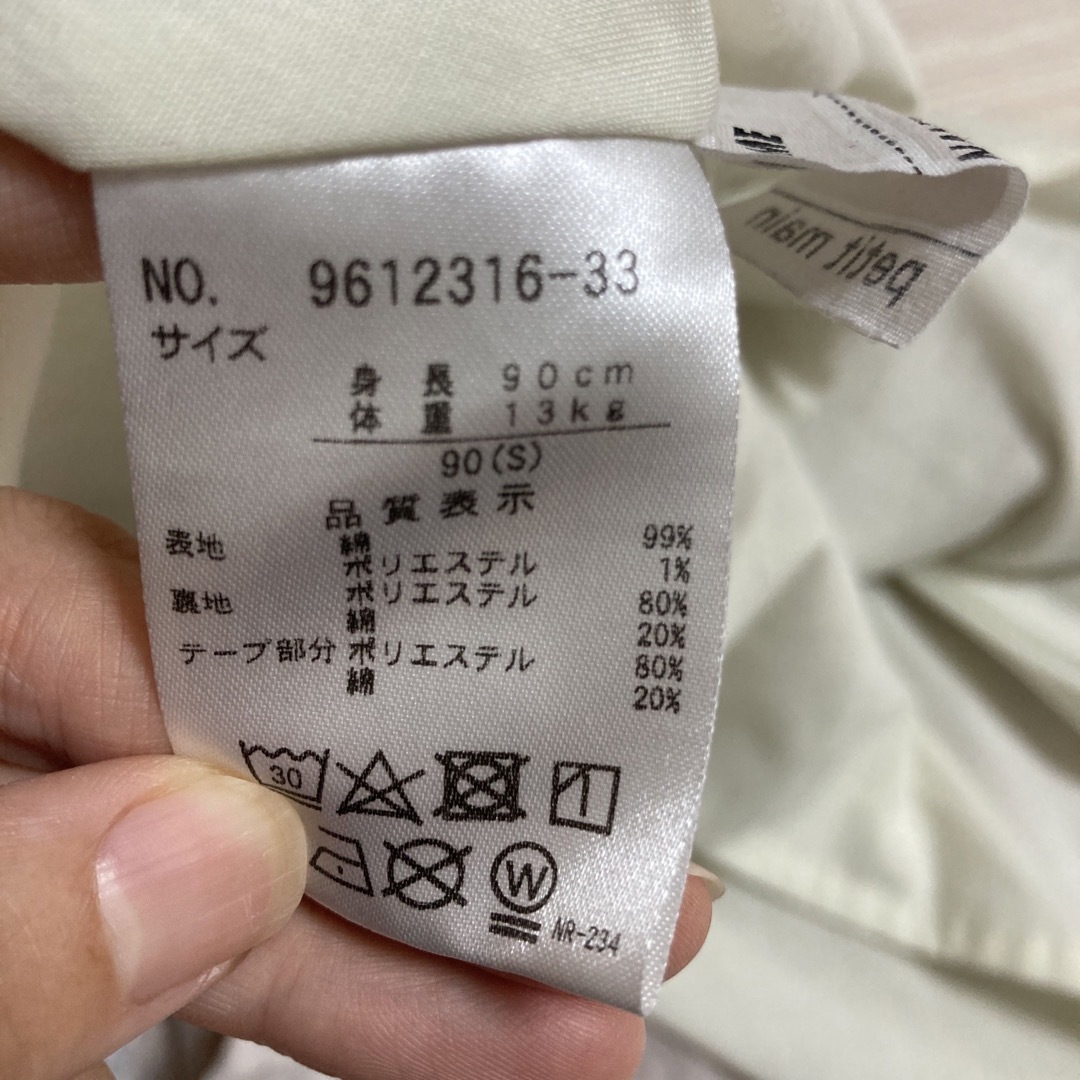 NO. 9612316-33
サイズ
身長 90cm
体重 13kg
90(S)
品質表示
表地 綿 99%
ポリエステル 1%
裏地 ポリエステル 80%
綿 20%
テープ部分 ポリエステル 80%
綿 20%
30
W
NR-234
petit main